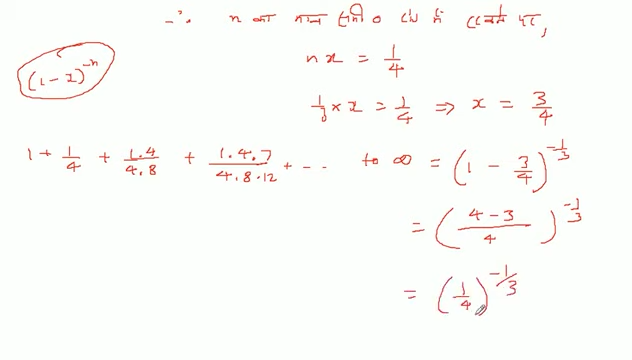 ∴ n का मान समी० में रखने पर,
nx = 1/4
(1 - x)^-n
1/3 × x = 1/4 ⇒ x = 3/4
1 + 1/4 + 1.4/4.8 + 1.4.7/4.8.12 + -- to ∞ = (1 - 3/4)^-1/3
= ((4-3)/4)^-1/3
= (1/4)^-1/3